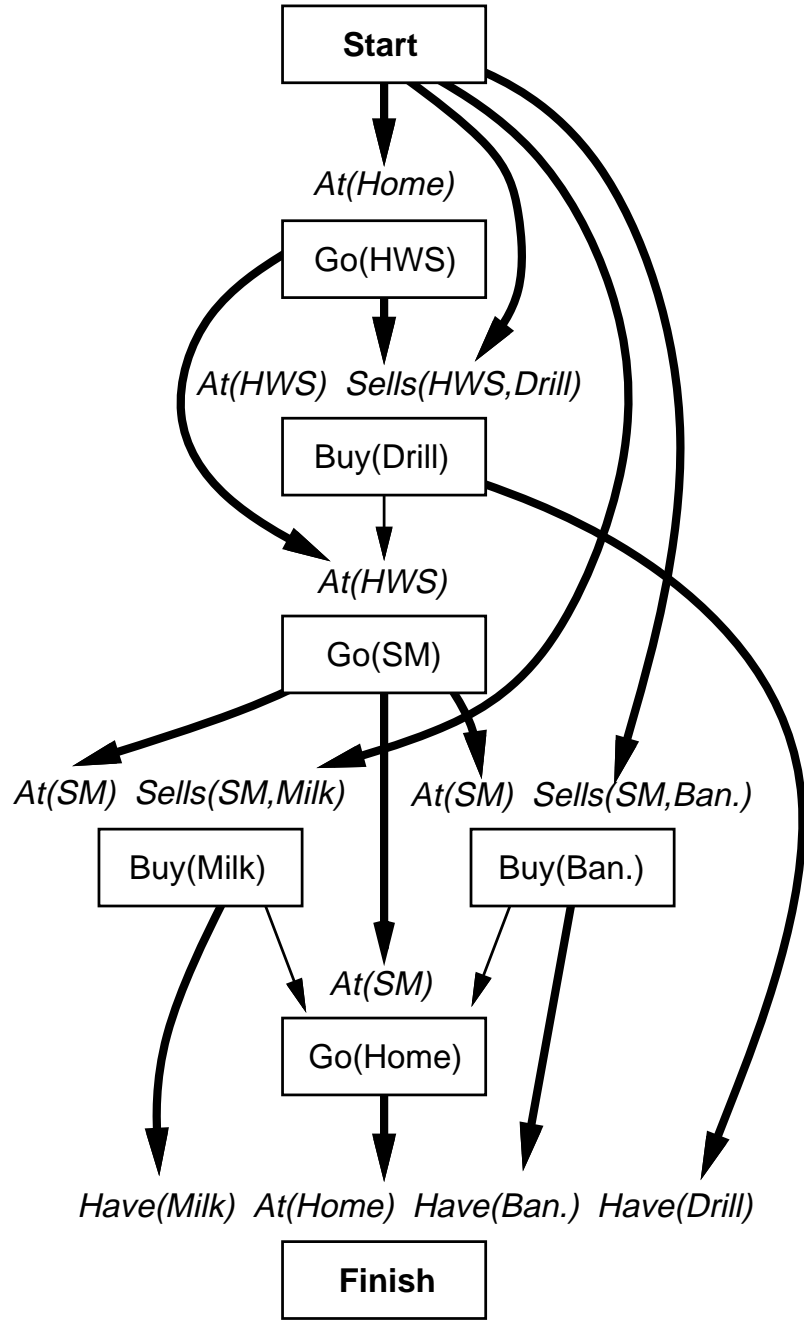 Start
At(Home)
Go(HWS)
At(HWS) Sells(HWS,Drill)
Buy(Drill)
At(HWS)
Go(SM)
At(SM) Sells(SM,Milk) At(SM) Sells(SM,Ban.)
Buy(Milk) Buy(Ban.)
At(SM)
Go(Home)
Have(Milk) At(Home) Have(Ban.) Have(Drill)
Finish